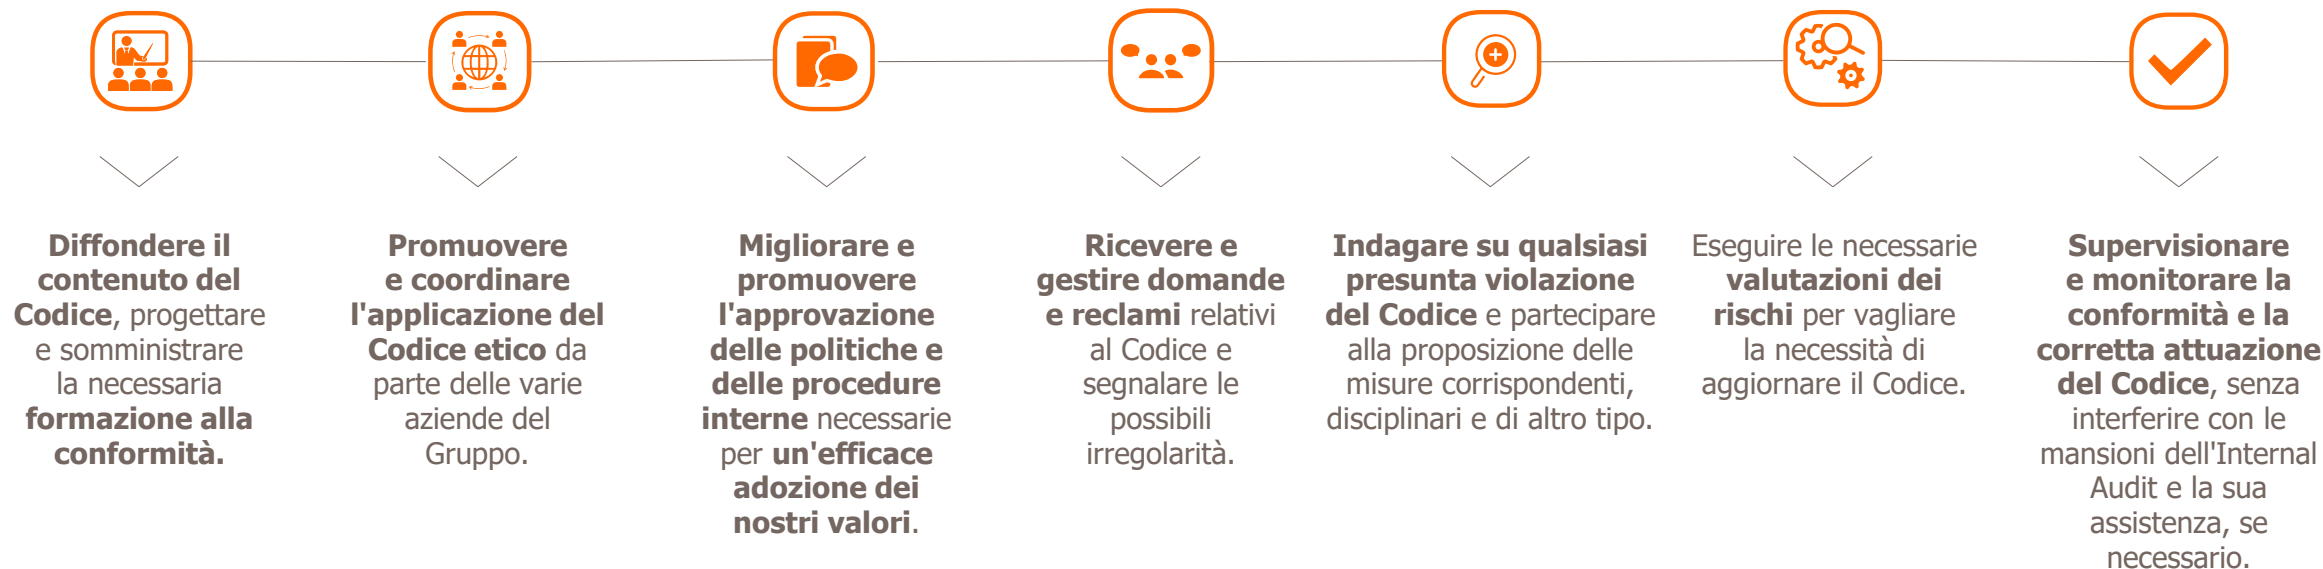 Diffondere il
contenuto del
Codice, progettare
e somministrare
la necessaria
formazione alla
conformità.
Promuovere
e coordinare
l'applicazione del
Codice etico da
parte delle varie
aziende del
Gruppo.
Migliorare e
promuovere
l'approvazione
delle politiche e
delle procedure
interne necessarie
per un'efficace
adozione dei
nostri valori.
Ricevere e
gestire domande
e reclami relativi
al Codice e
segnalare le
possibili
irregolarità.
Indagare su qualsiasi
presunta violazione
del Codice e partecipare
alla proposizione delle
misure corrispondenti,
disciplinari e di altro tipo.
Eseguire le necessarie
valutazioni dei
rischi per vagliare
la necessità di
aggiornare il Codice.
Supervisionare
e monitorare la
conformità e la
corretta attuazione
del Codice, senza
interferire con le
mansioni dell'Internal
Audit e la sua
assistenza, se
necessario.